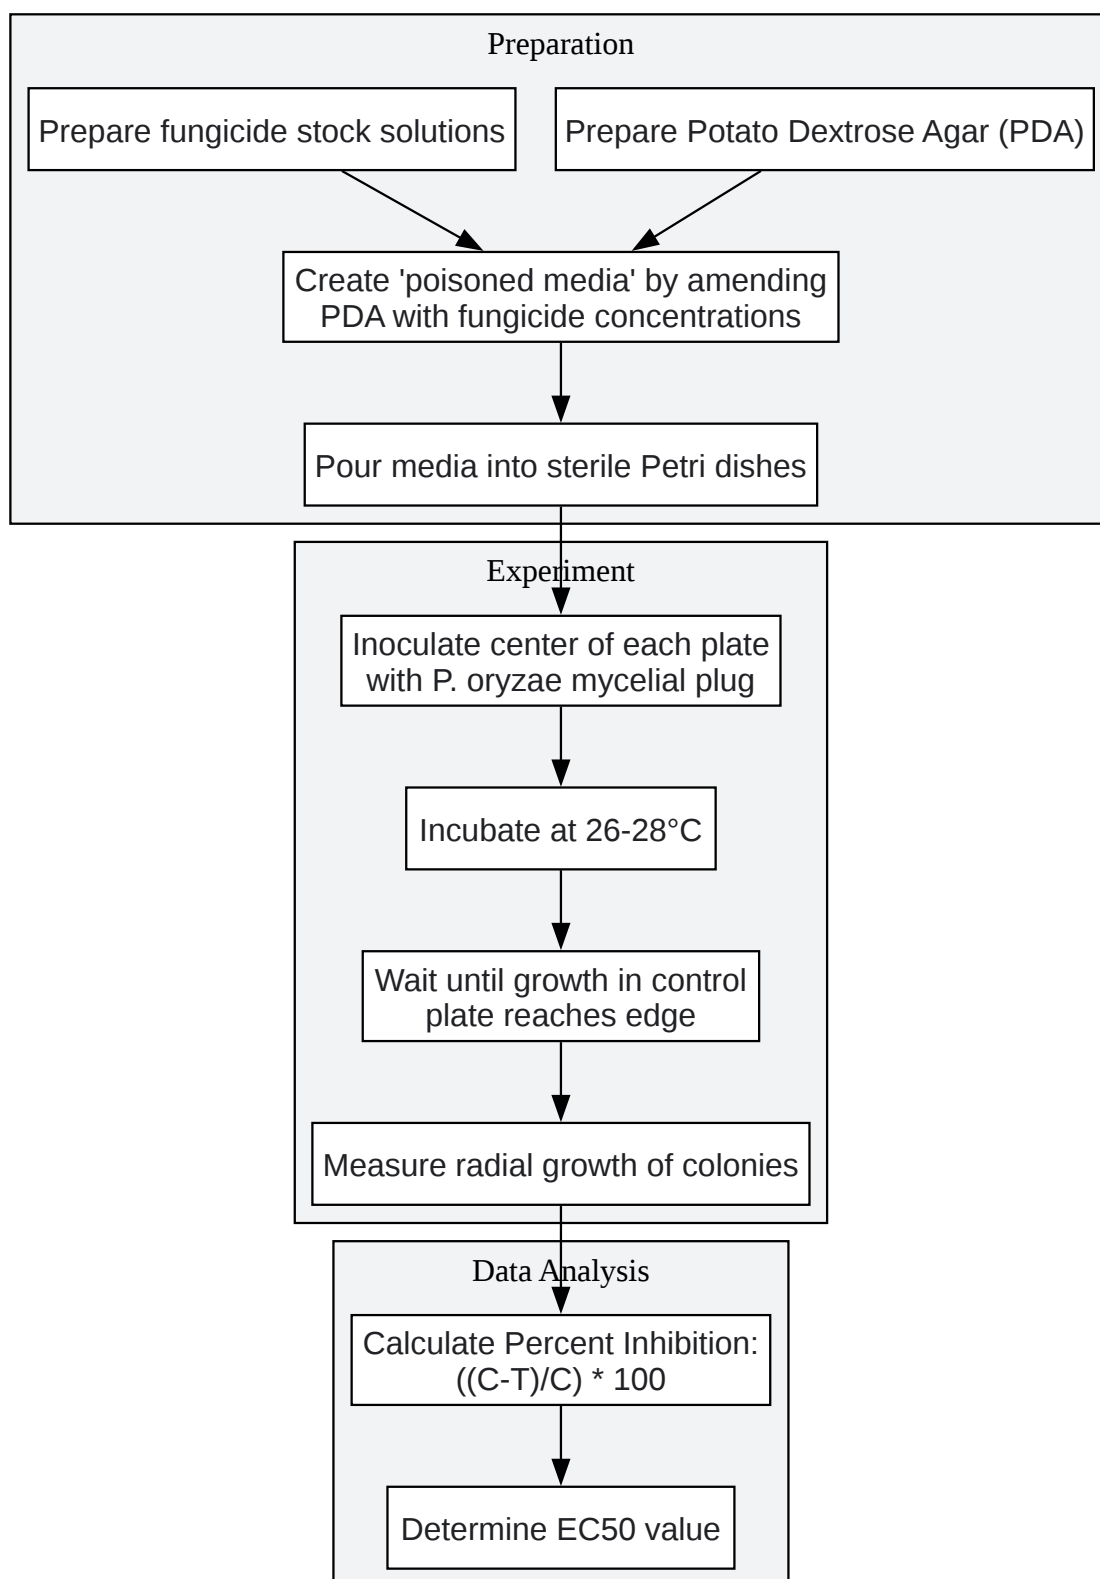 Preparation
Prepare fungicide stock solutions
Prepare Potato Dextrose Agar (PDA)
Create 'poisoned media' by amending
PDA with fungicide concentrations
Pour media into sterile Petri dishes
Experiment
Inoculate center of each plate
with P. oryzae mycelial plug
Incubate at 26-28°C
Wait until growth in control
plate reaches edge
Measure radial growth of colonies
Data Analysis
Calculate Percent Inhibition:
((C-T)/C) * 100
Determine EC50 value